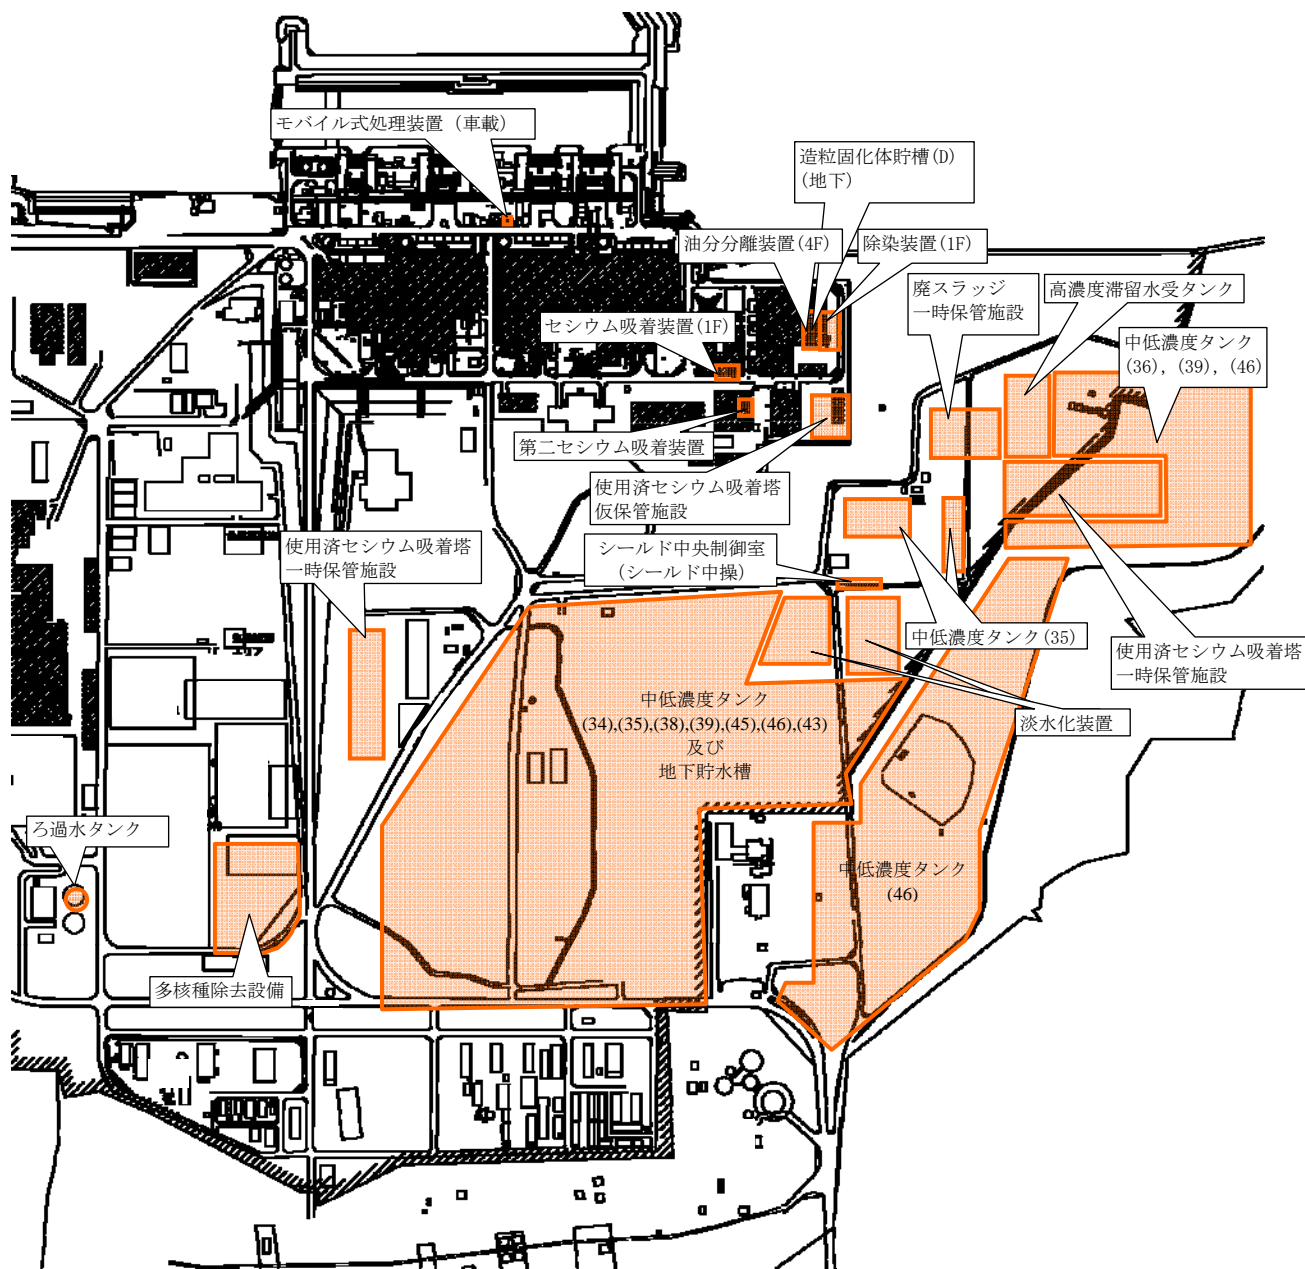 モバイル式処理装置 (車載)
造粒固化体貯槽(D)
(地下)
油分分離装置(4F)
除染装置(1F)
廃スラッジ
一時保管施設
高濃度滞留水受タンク
セシウム吸着装置(1F)
中低濃度タンク
(36), (39), (46)
第二セシウム吸着装置
使用済セシウム吸着塔
仮保管施設
使用済セシウム吸着塔
一時保管施設
シールド中央制御室
(シールド中操)
中低濃度タンク(35)
使用済セシウム吸着塔
一時保管施設
中低濃度タンク
(34),(35),(38),(39),(45),(46),(43)
及び
地下貯水槽
淡水化装置
ろ過水タンク
中低濃度タンク
(46)
多核種除去設備